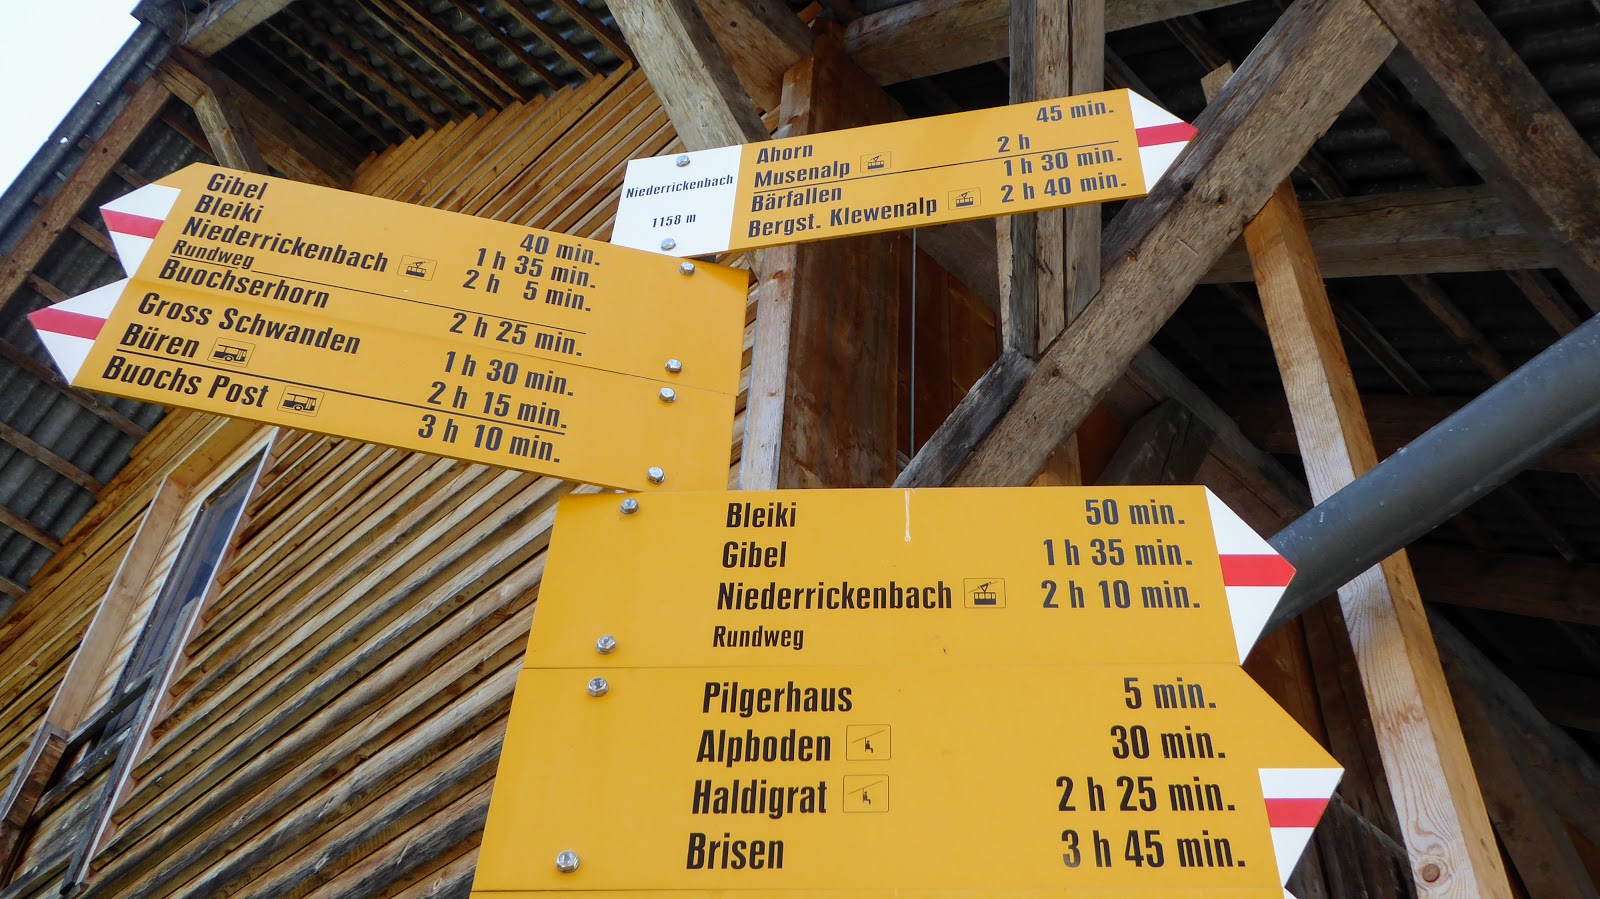 Niederrickenbach
1158 m
Ahorn 45 min.
Musenalp 2 h
Bärfallen 1 h 30 min.
Bergst. Klewenalp 2 h 40 min.
Gibel 40 min.
Bleiki 1 h 35 min.
Niederrickenbach 2 h 5 min.
Rundweg
Buochserhorn 2 h 25 min.
Gross Schwanden 1 h 30 min.
Büren 2 h 15 min.
Buochs Post 3 h 10 min.
Bleiki 50 min.
Gibel 1 h 35 min.
Niederrickenbach 2 h 10 min.
Rundweg
Pilgerhaus 5 min.
Alpboden 30 min.
Haldigrat 2 h 25 min.
Brisen 3 h 45 min.